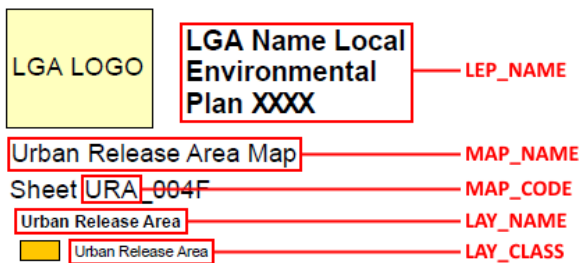 LGA LOGO
LGA Name Local
Environmental
Plan XXXX
LEP_NAME
Urban Release Area Map
MAP_NAME
Sheet URA_004F
MAP_CODE
Urban Release Area
LAY_NAME
Urban Release Area
LAY_CLASS